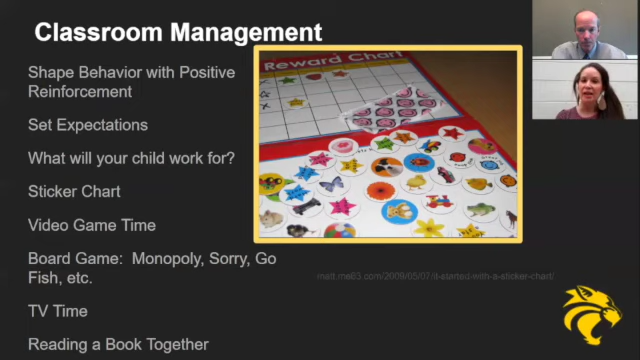 Classroom Management
Shape Behavior with Positive
Reinforcement
Set Expectations
What will your child work for?
Sticker Chart
Video Game Time
Board Game:  Monopoly, Sorry, Go
Fish, etc.
TV Time
Reading a Book Together
Reward Chart
matt.me63.com/2009/05/07/it-started-with-a-sticker-chart/